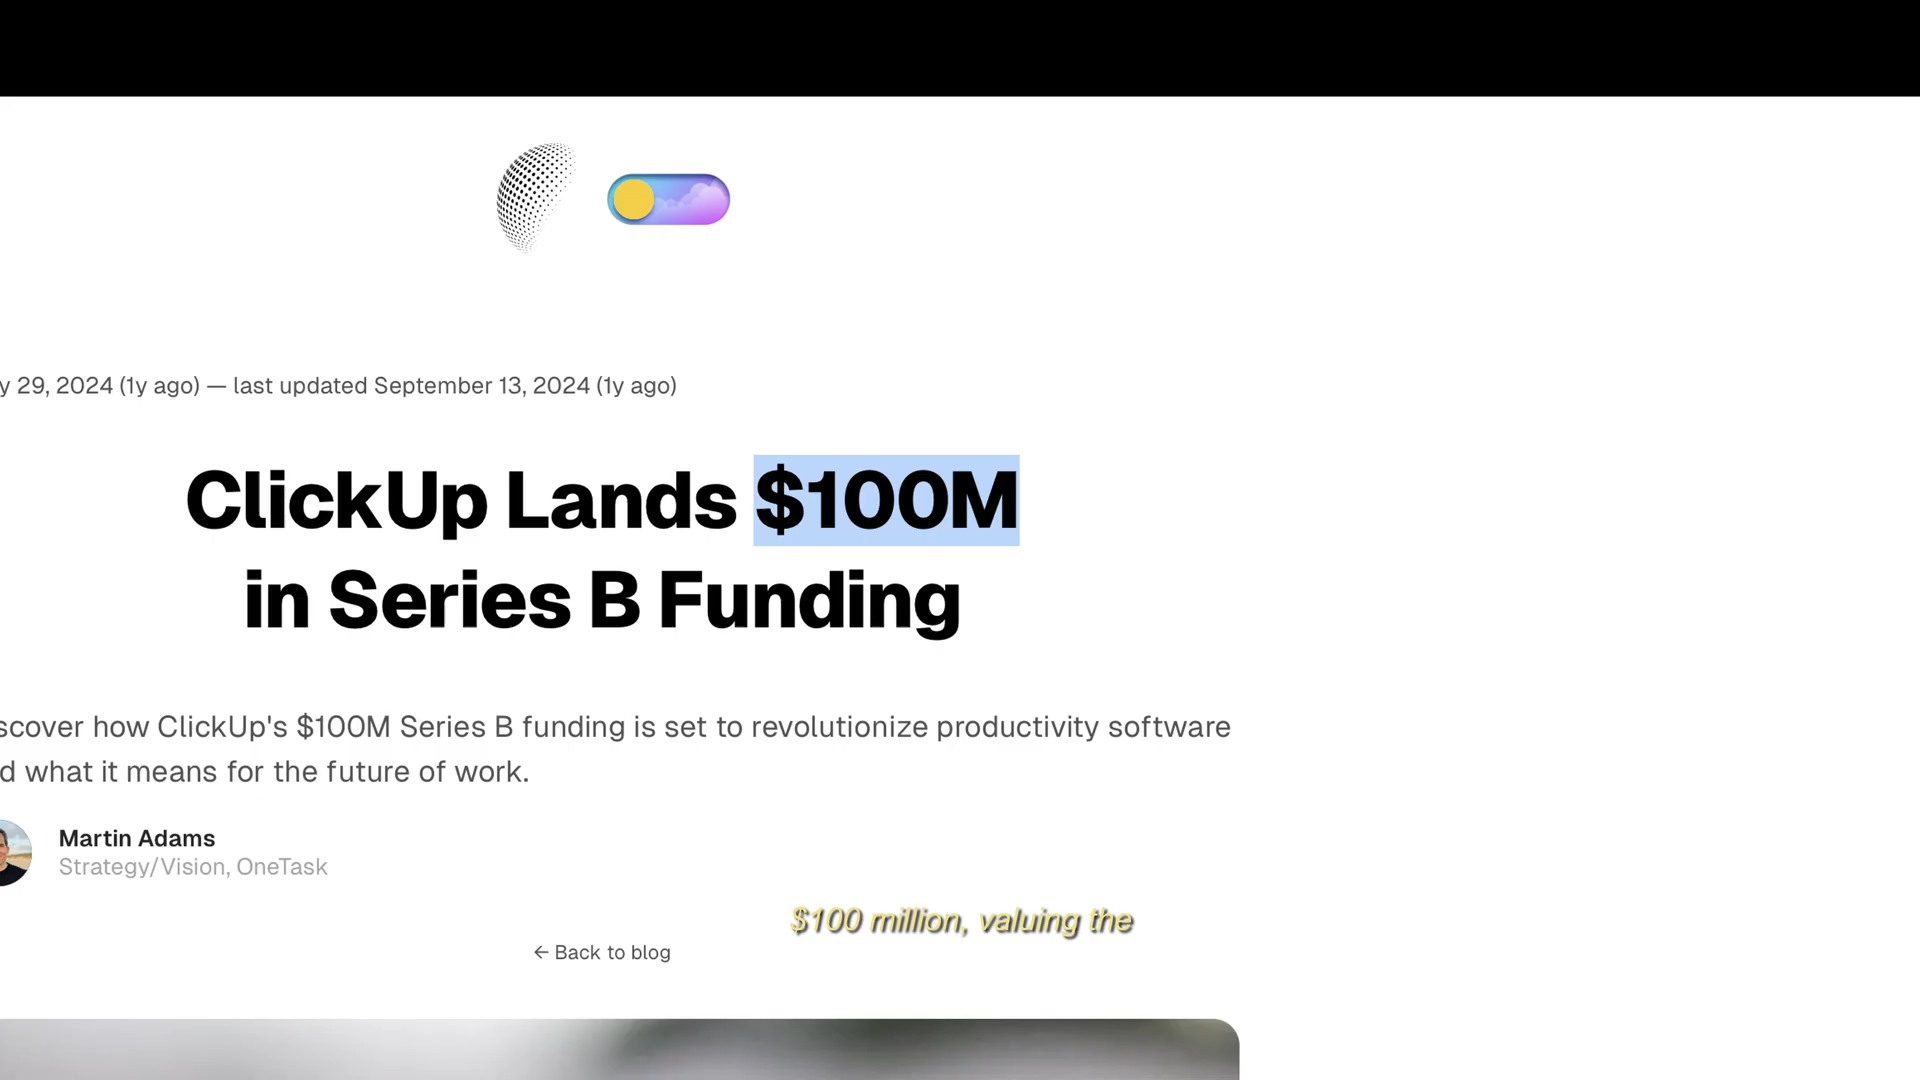 y 29, 2024 (1y ago) — last updated September 13, 2024 (1y ago)
ClickUp Lands $100M
in Series B Funding
scover how ClickUp's $100M Series B funding is set to revolutionize productivity software
d what it means for the future of work.
Martin Adams
Strategy/Vision, OneTask
$100 million, valuing the
← Back to blog